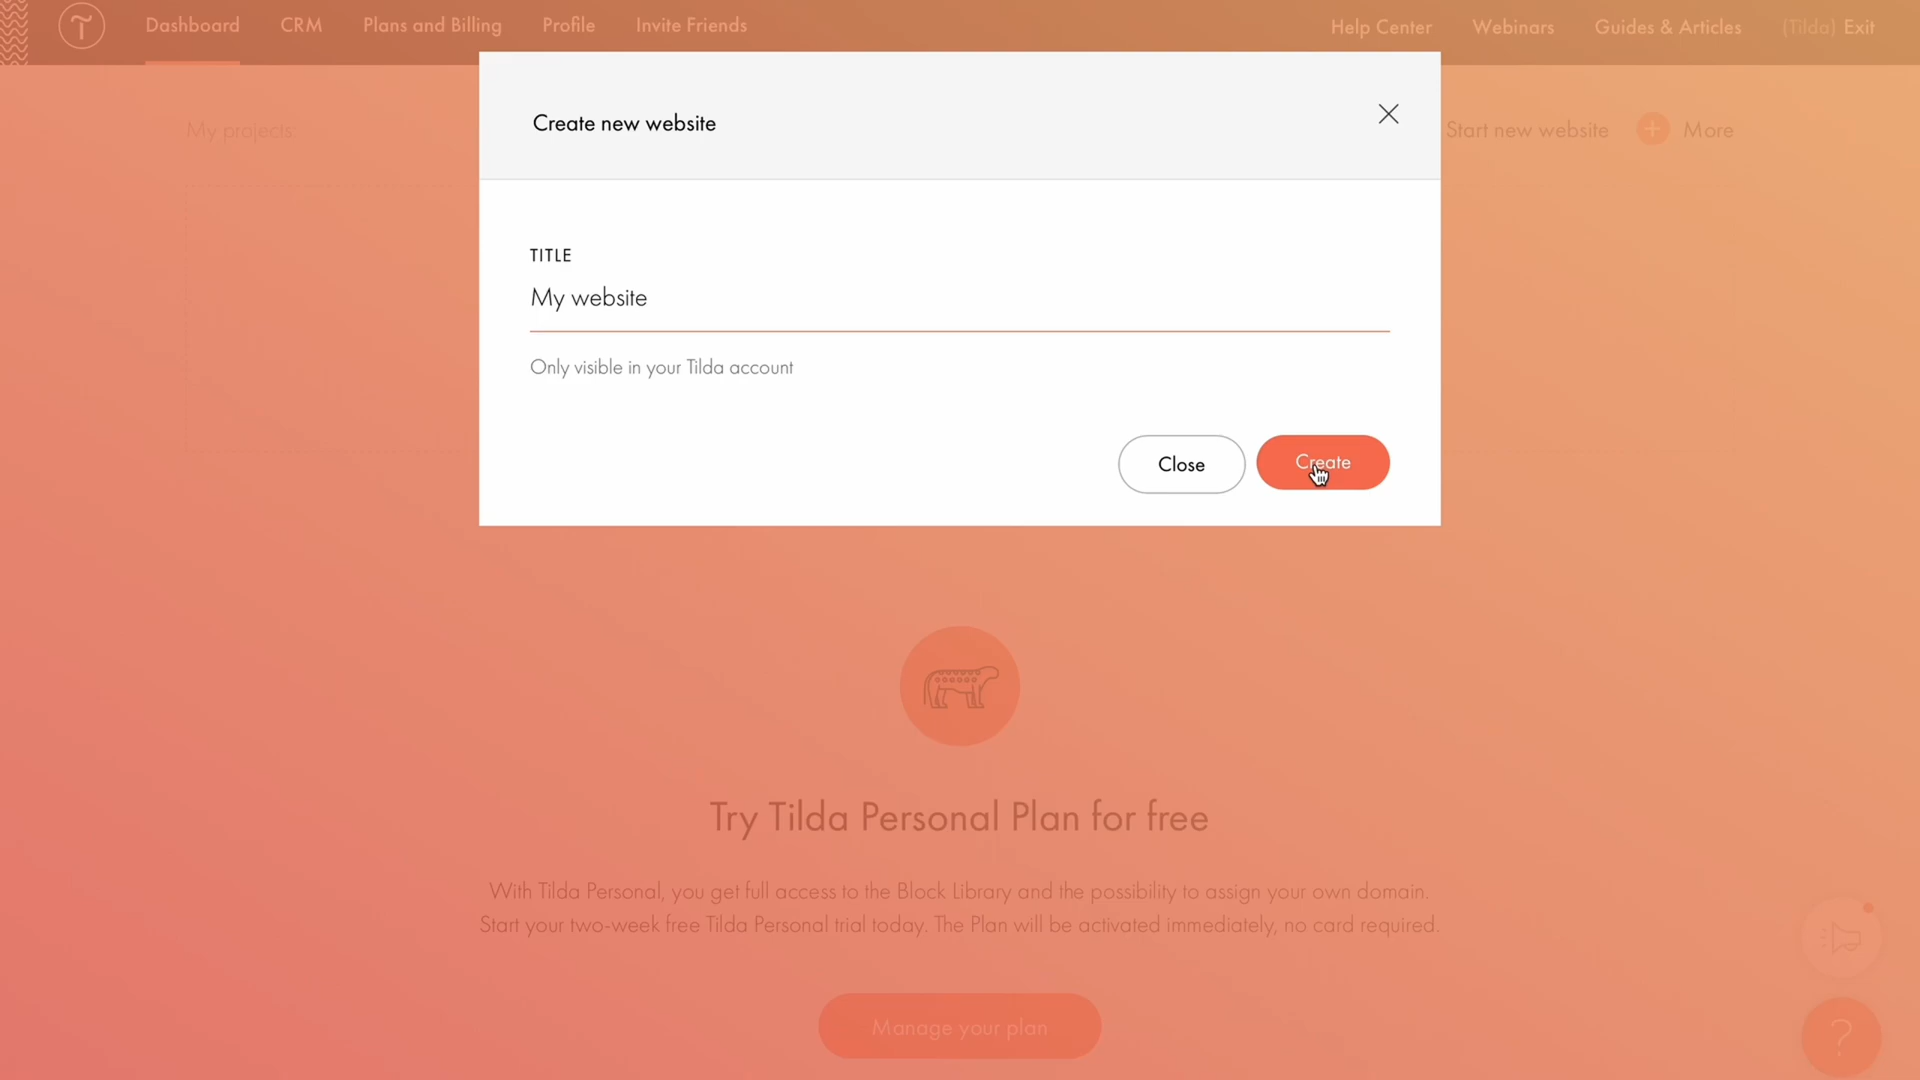 Dashboard
CRM
Plans and Billing
Profile
Invite Friends
Help Center
Webinars
Guides & Articles
(Tilda) Exit
Create new website
My projects:
Start new website
+
More
TITLE
My website
Only visible in your Tilda account
Close
Create
Try Tilda Personal Plan for free
With Tilda Personal, you get full access to the Block Library and the possibility to assign your own domain.
Start your two-week free Tilda Personal trial today. The Plan will be activated immediately, no card required.
Manage your plan
?